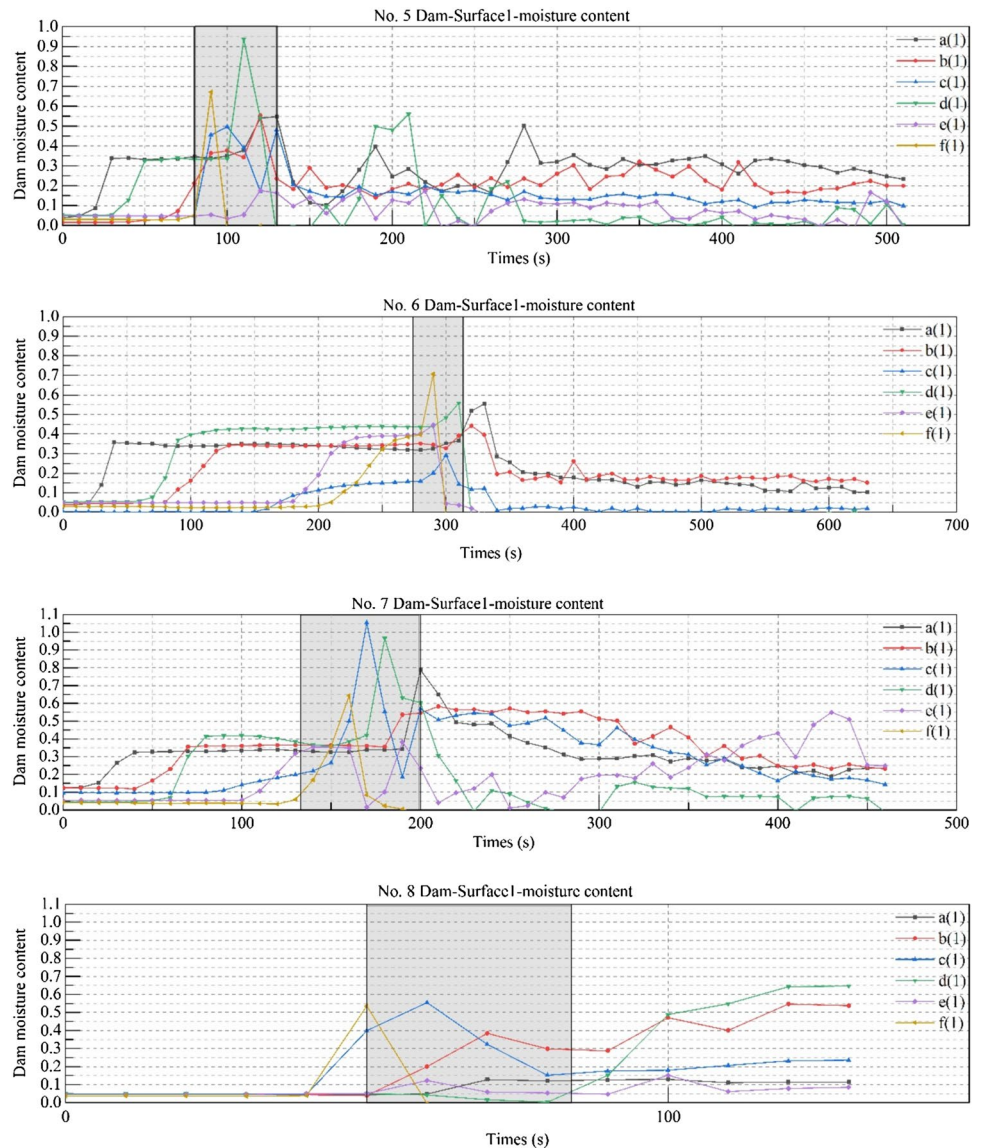 No. 5 Dam-Surface1-moisture content
Dam moisture content
1.0
0.9
0.8
0.7
0.6
0.5
0.4
0.3
0.2
0.1
0.0
a(1)
b(1)
c(1)
d(1)
e(1)
f(1)
0 100 200 300 400 500
Times (s)
No. 6 Dam-Surface1-moisture content
Dam moisture content
1.0
0.9
0.8
0.7
0.6
0.5
0.4
0.3
0.2
0.1
0.0
a(1)
b(1)
c(1)
d(1)
e(1)
f(1)
0 100 200 300 400 500 600 700
Times (s)
No. 7 Dam-Surface1-moisture content
Dam moisture content
1.1
1.0
0.9
0.8
0.7
0.6
0.5
0.4
0.3
0.2
0.1
0.0
a(1)
b(1)
c(1)
d(1)
e(1)
f(1)
0 100 200 300 400 500
Times (s)
No. 8 Dam-Surface1-moisture content
Dam moisture content
1.1
1.0
0.9
0.8
0.7
0.6
0.5
0.4
0.3
0.2
0.1
0.0
a(1)
b(1)
c(1)
d(1)
e(1)
f(1)
0 100
Times (s)